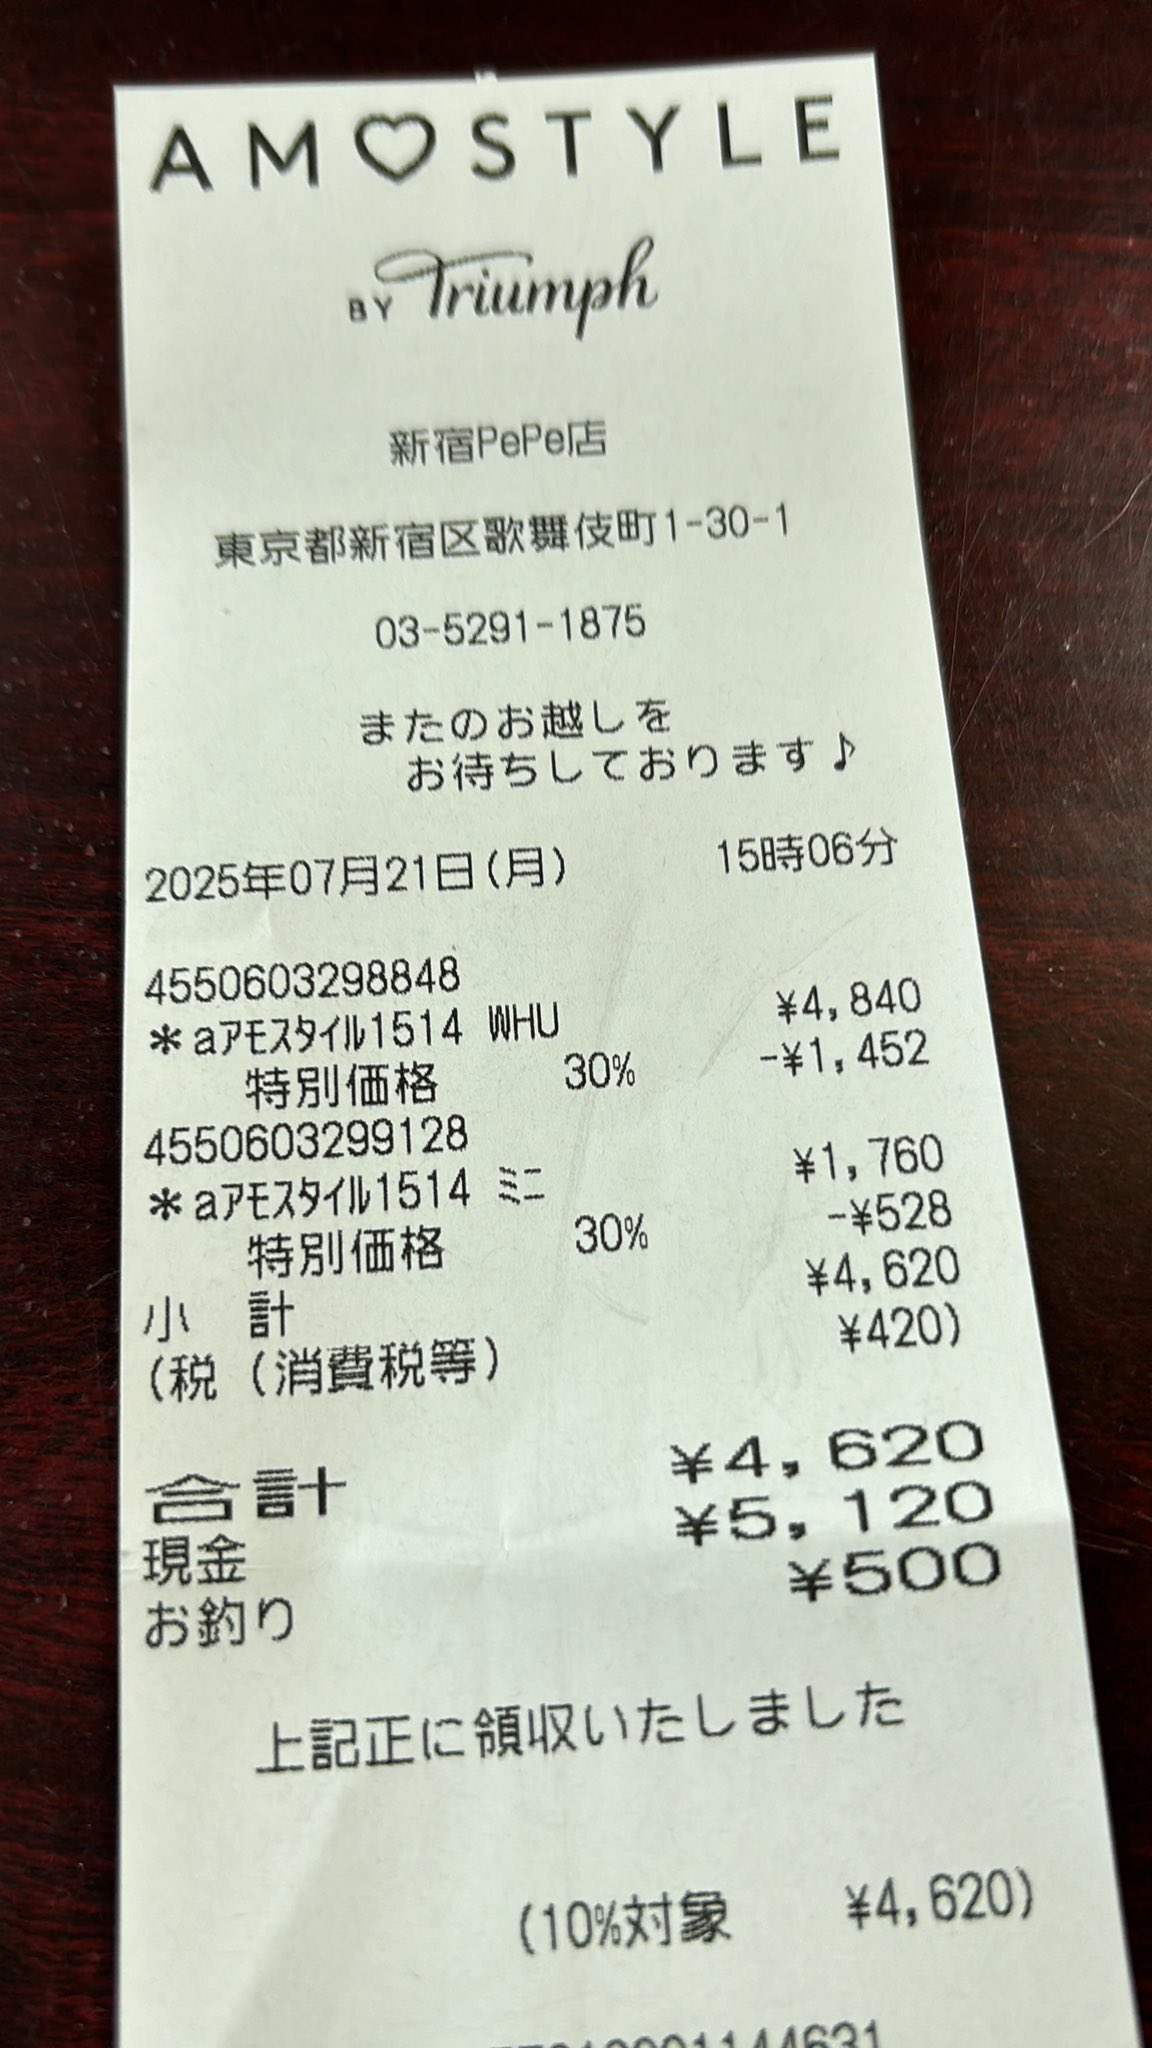 AM♡STYLE
BY Triumph
新宿PePe店
東京都新宿区歌舞伎町1-30-1
03-5291-1875
またのお越しを
お待ちしております♪
2025年07月21日(月) 15時06分
4550603298848
＊aｱﾓｽﾀｲﾙ1514 WHU ¥4,840
特別価格 30% -¥1,452
4550603299128
＊aｱﾓｽﾀｲﾙ1514 ﾐﾆ ¥1,760
特別価格 30% -¥528
小 計 ¥4,620
(税 (消費税等) ¥420)
合計 ¥4,620
現金 ¥5,120
お釣り ¥500
上記正に領収いたしました
(10%対象 ¥4,620)